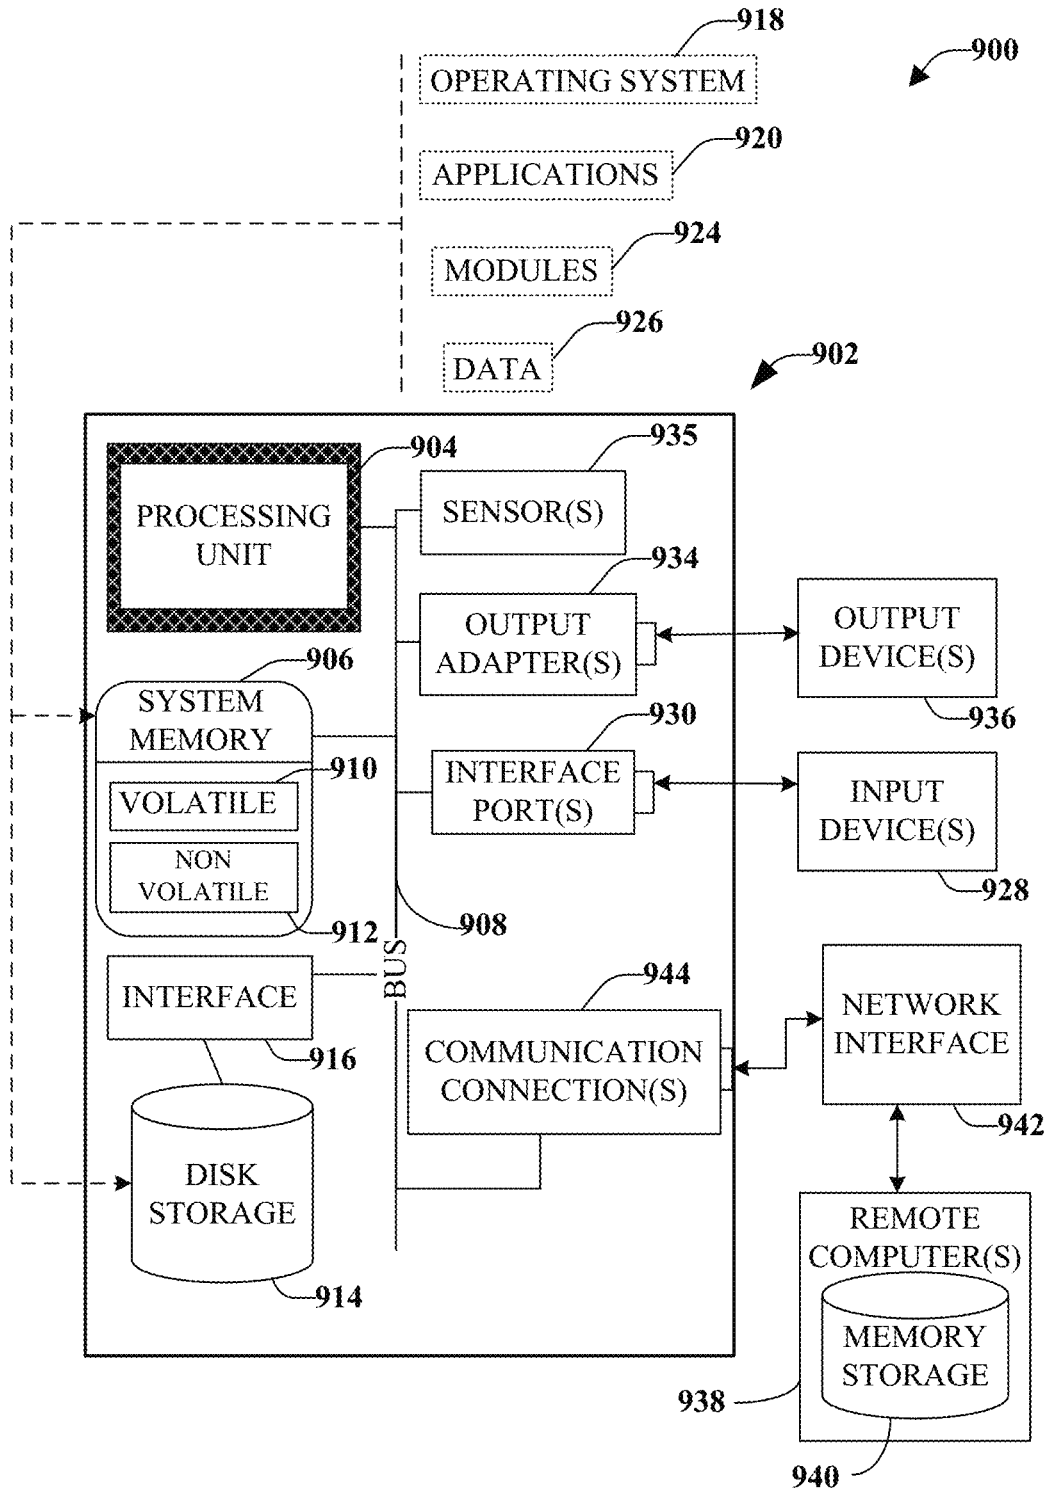 918
900
OPERATING SYSTEM
920
APPLICATIONS
924
MODULES
926
DATA
902
904
PROCESSING
UNIT
935
SENSOR(S)
934
OUTPUT
ADAPTER(S)
OUTPUT
DEVICE(S)
936
906
SYSTEM
MEMORY
910
VOLATILE
NON
VOLATILE
912
930
INTERFACE
PORT(S)
INPUT
DEVICE(S)
928
908
BUS
INTERFACE
916
944
COMMUNICATION
CONNECTION(S)
NETWORK
INTERFACE
942
DISK
STORAGE
914
REMOTE
COMPUTER(S)
MEMORY
STORAGE
938
940